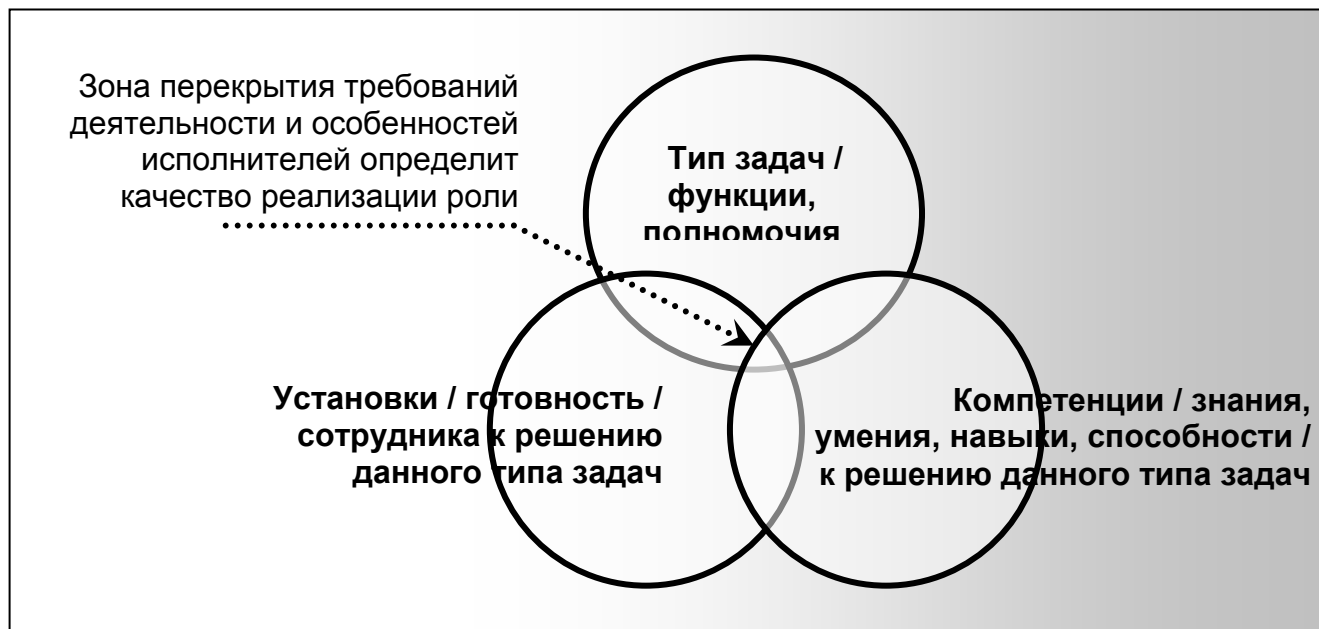 Зона перекрытия требований
деятельности и особенностей
исполнителей определит
качество реализации роли
Тип задач /
функции,
полномочия
Установки / готовность /
сотрудника к решению
данного типа задач
Компетенции / знания,
умения, навыки, способности /
к решению данного типа задач